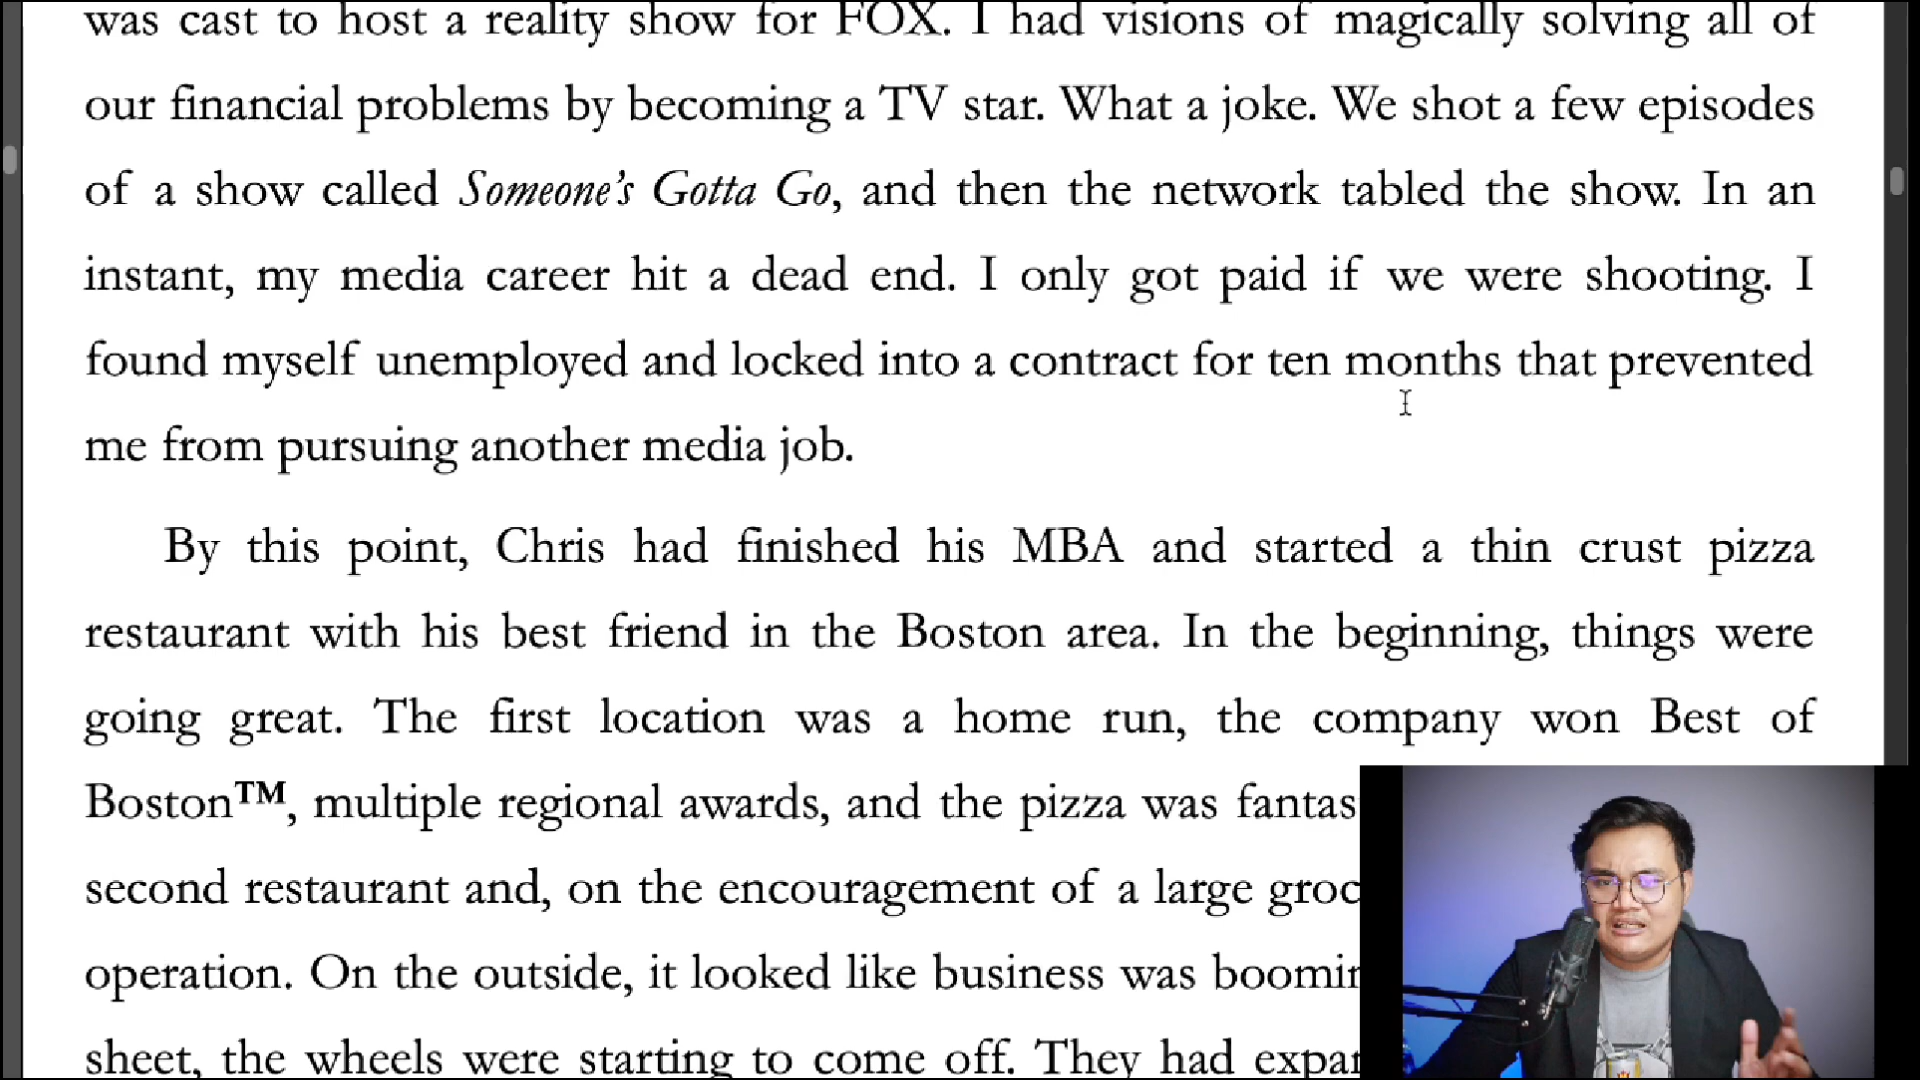 was cast to host a reality show for FOX. I had visions of magically solving all of
our financial problems by becoming a TV star. What a joke. We shot a few episodes
of a show called Someone’s Gotta Go, and then the network tabled the show. In an
instant, my media career hit a dead end. I only got paid if we were shooting. I
found myself unemployed and locked into a contract for ten months that prevented
me from pursuing another media job.
By this point, Chris had finished his MBA and started a thin crust pizza
restaurant with his best friend in the Boston area. In the beginning, things were
going great. The first location was a home run, the company won Best of
Boston™, multiple regional awards, and the pizza was
second restaurant and, on the encouragement of a large
operation. On the outside, it looked like business was
sheet, the wheels were starting to come off. They had